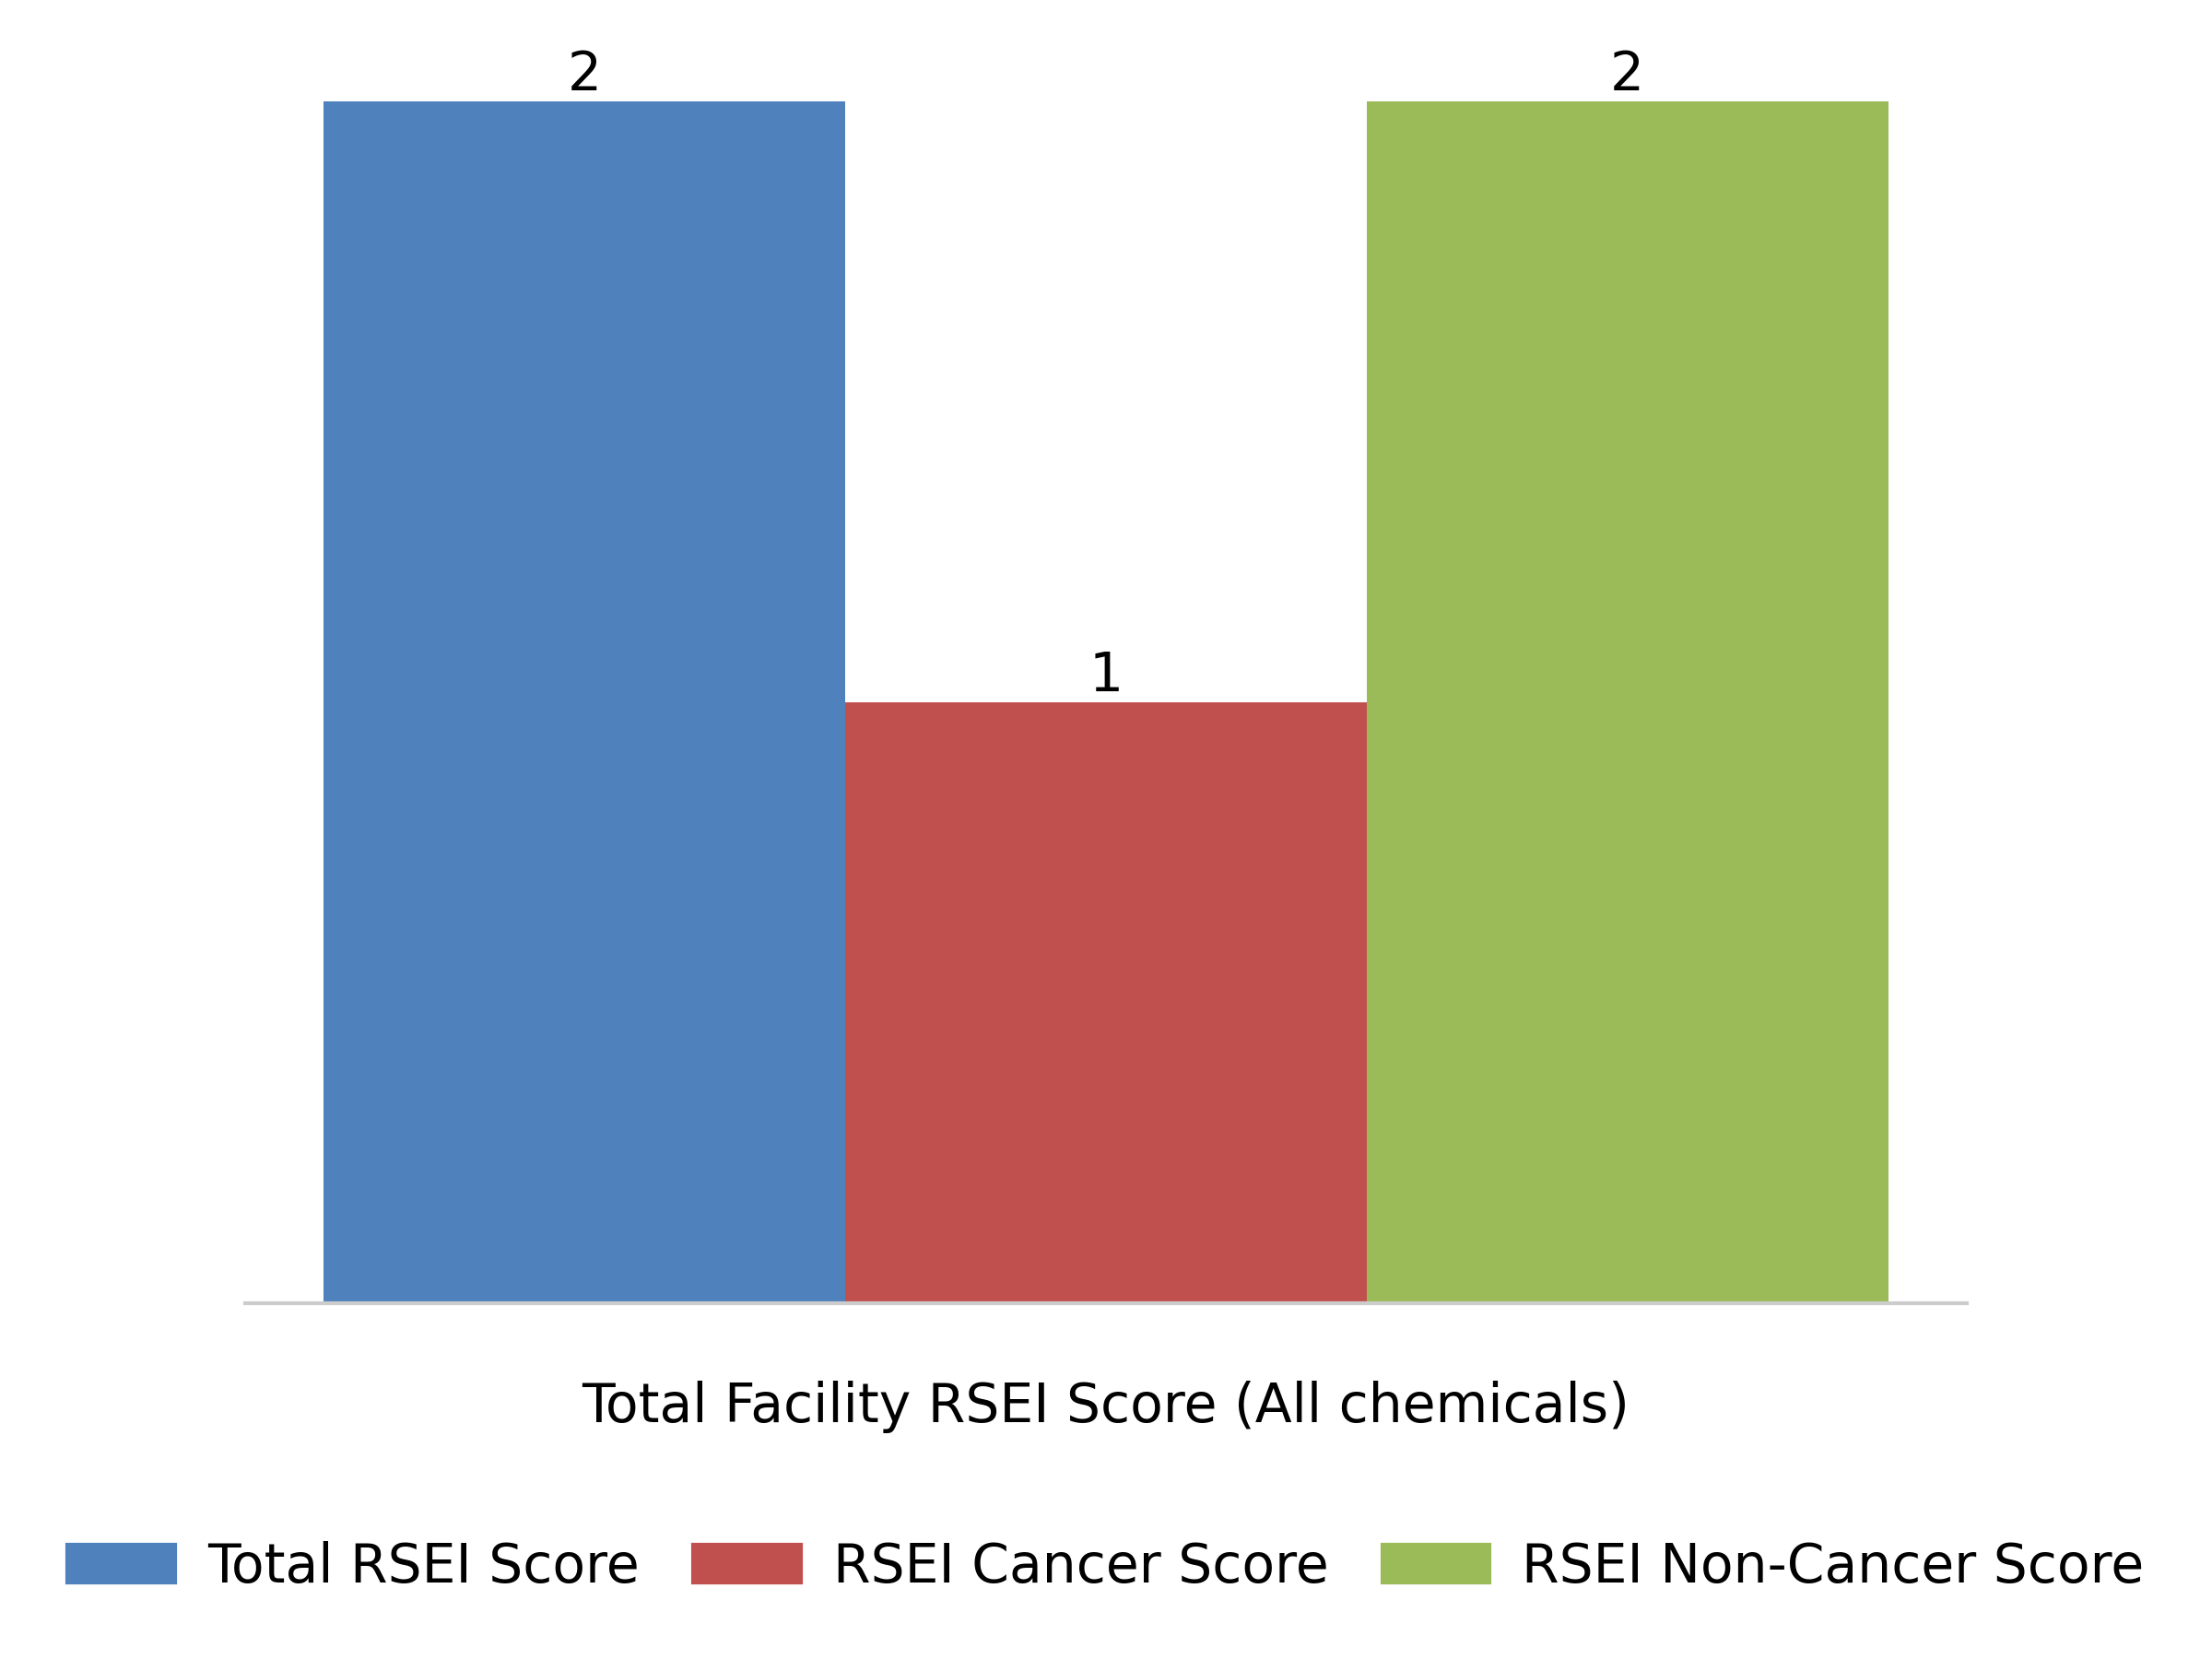 2
2
1
Total Facility RSEI Score (All chemicals)
Total RSEI Score
RSEI Cancer Score
RSEI Non-Cancer Score